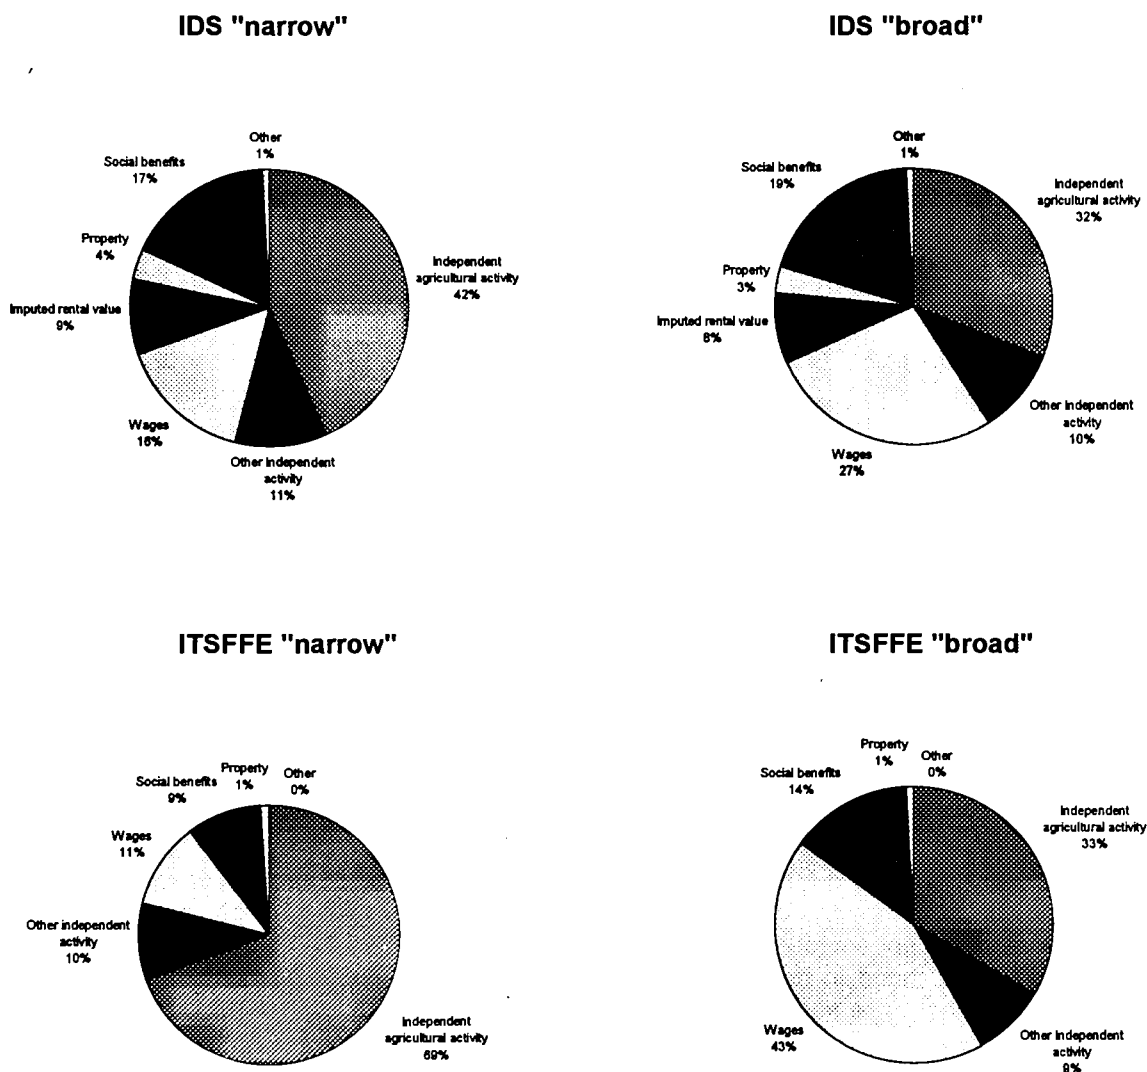 IDS "narrow"
Other
1%
Social benefits
17%
Property
4%
Imputed rental value
9%
Wages
16%
Other independent
activity
11%
Independent
agricultural activity
42%
IDS "broad"
Other
1%
Social benefits
19%
Independent
agricultural activity
32%
Property
3%
Imputed rental value
8%
Other independent
activity
10%
Wages
27%
ITSFFE "narrow"
Property
1%
Other
0%
Social benefits
9%
Wages
11%
Other independent
activity
10%
Independent
agricultural activity
69%
ITSFFE "broad"
Property
1%
Other
0%
Social benefits
14%
Independent
agricultural activity
33%
Wages
43%
Other independent
activity
9%